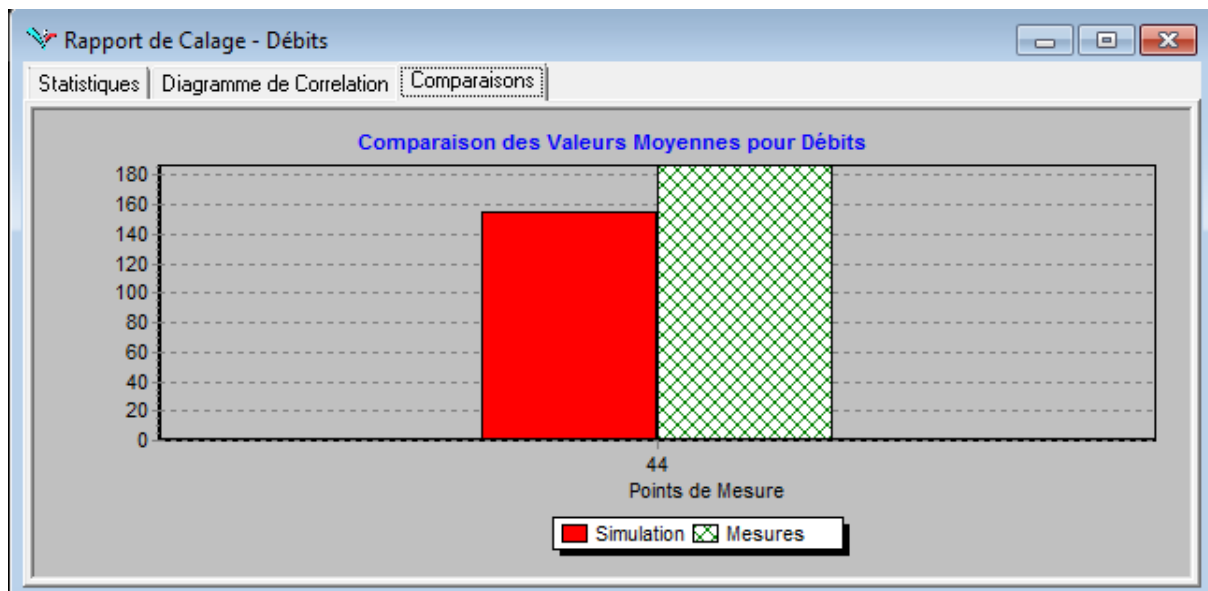 Rapport de Calage - Débits
Statistiques Diagramme de Correlation Comparaisons
Comparaison des Valeurs Moyennes pour Débits
180
160
140
120
100
80
60
40
20
0
44
Points de Mesure
Simulation Mesures